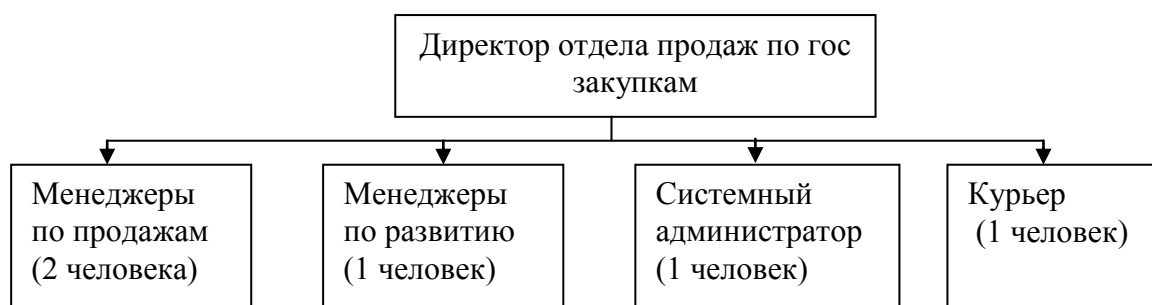 Директор отдела продаж по гос
закупкам
Менеджеры
по продажам
(2 человека)
Менеджеры
по развитию
(1 человек)
Системный
администратор
(1 человек)
Курьер
(1 человек)